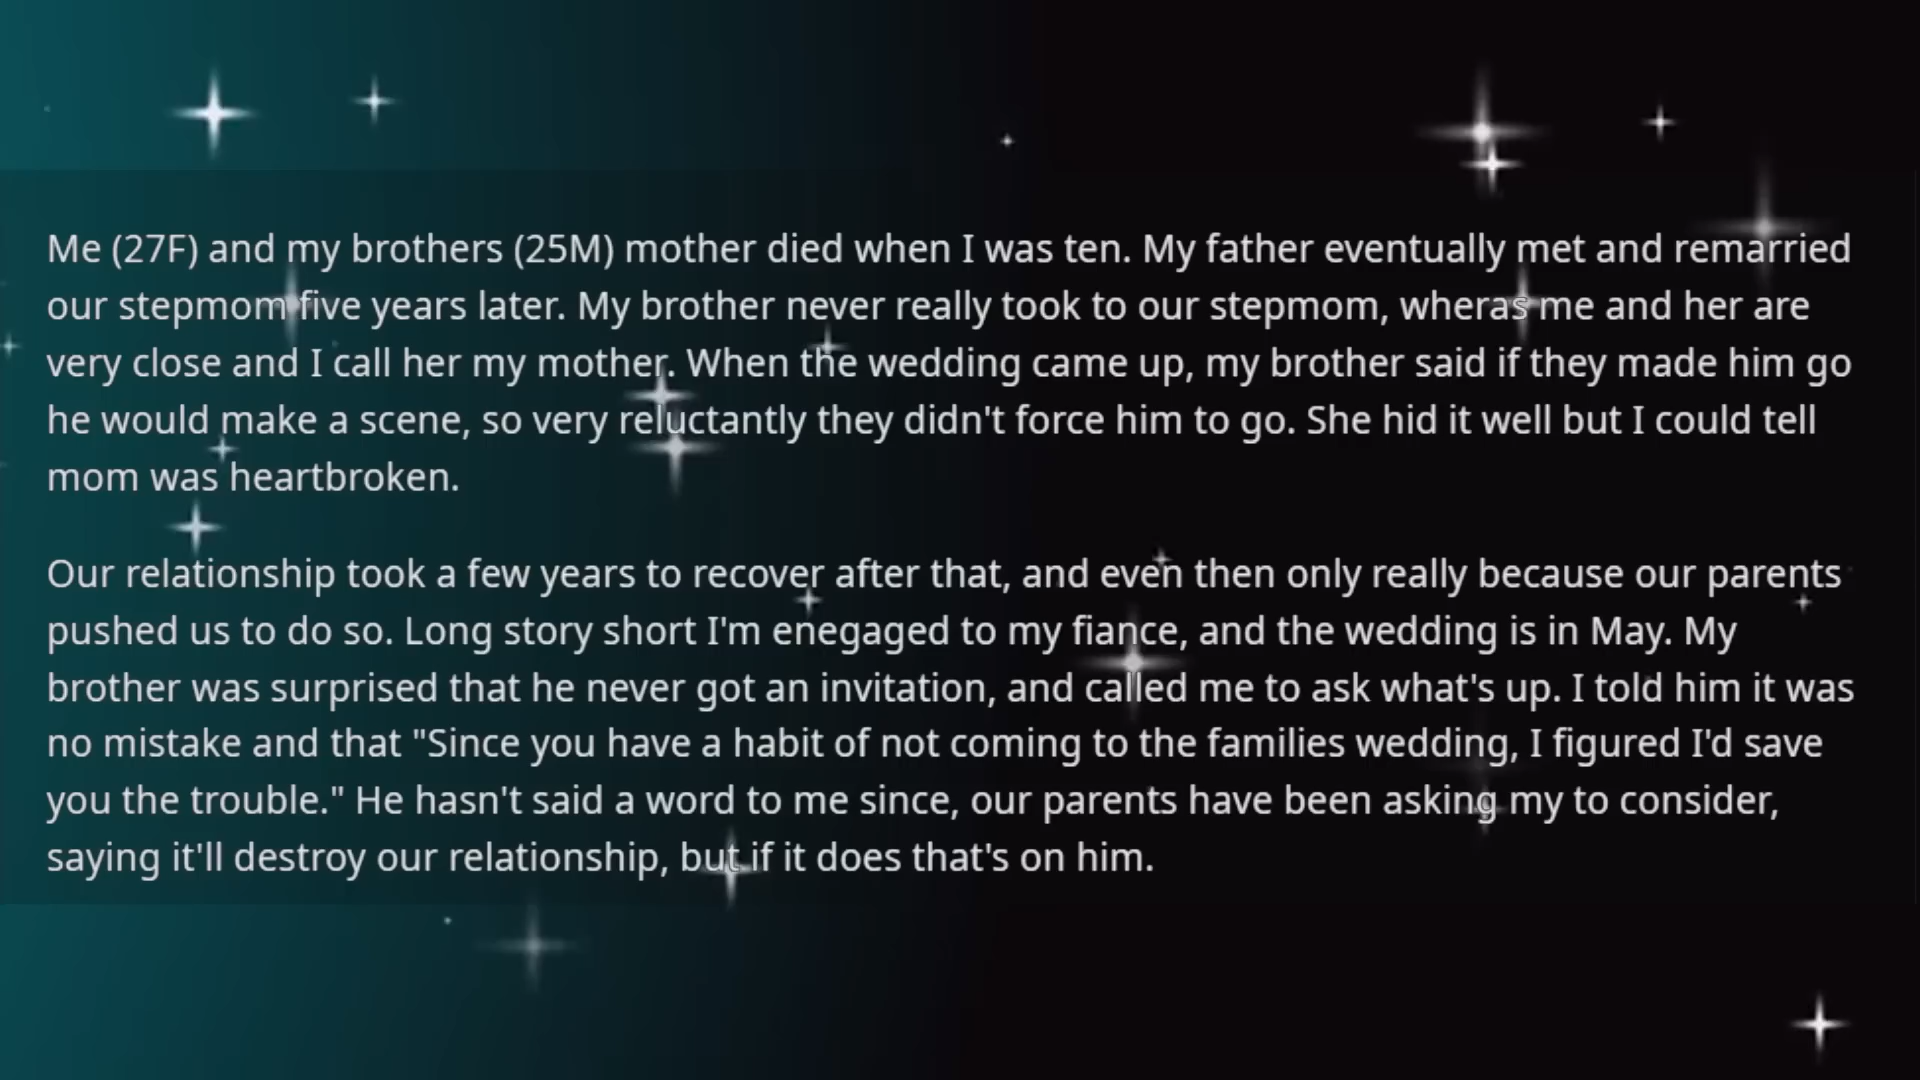 Me (27F) and my brothers (25M) mother died when I was ten. My father eventually met and remarried
our stepmom five years later. My brother never really took to our stepmom, wheras me and her are
very close and I call her my mother. When the wedding came up, my brother said if they made him go
he would make a scene, so very reluctantly they didn't force him to go. She hid it well but I could tell
mom was heartbroken.
Our relationship took a few years to recover after that, and even then only really because our parents
pushed us to do so. Long story short I'm enegaged to my fiance, and the wedding is in May. My
brother was surprised that he never got an invitation, and called me to ask what's up. I told him it was
no mistake and that "Since you have a habit of not coming to the families wedding, I figured I'd save
you the trouble." He hasn't said a word to me since, our parents have been asking my to consider,
saying it'll destroy our relationship, but if it does that's on him.